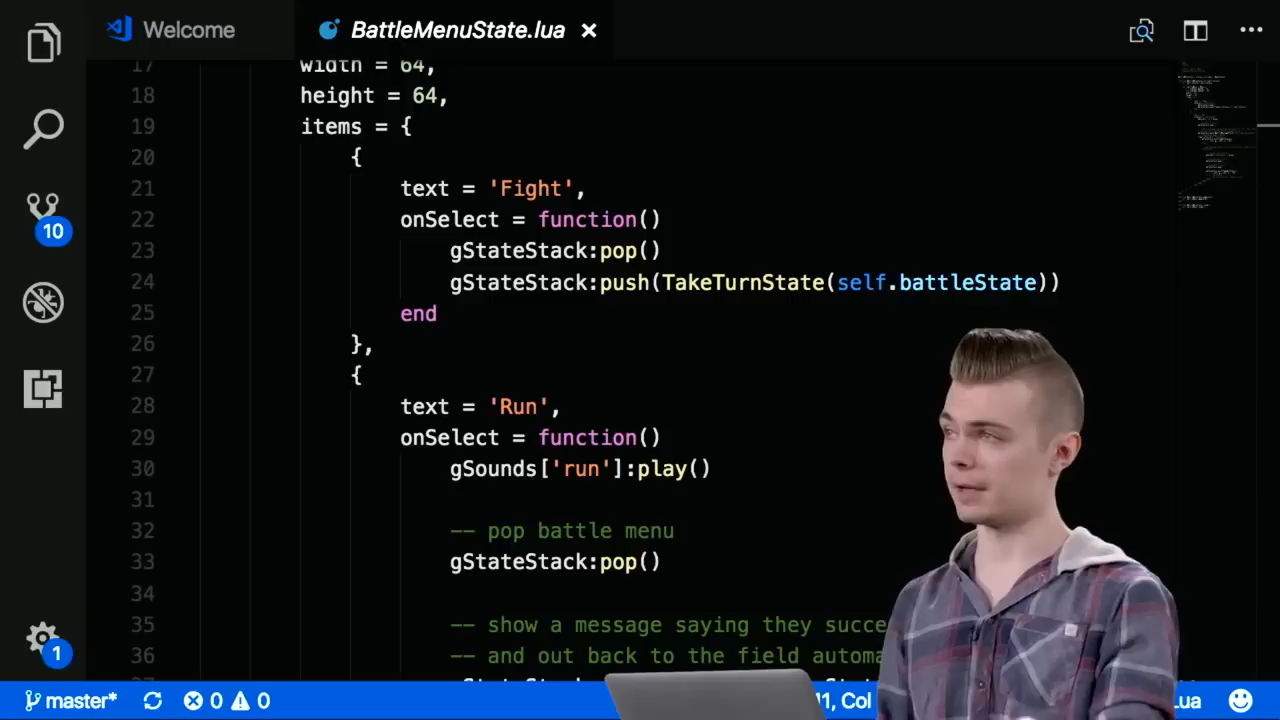 Welcome
BattleMenuState.lua
17 width = 64,
18 height = 64,
19 items = {
20 {
21 text = 'Fight',
22 onSelect = function()
23 gStateStack:pop()
24 gStateStack:push(TakeTurnState(self.battleState))
25 end
26 },
27 {
28 text = 'Run',
29 onSelect = function()
30 gSounds['run']:play()
31
32 -- pop battle menu
33 gStateStack:pop()
34
35 -- show a message saying they
36 -- and out back to the field
10
1
master* 0 0 Col